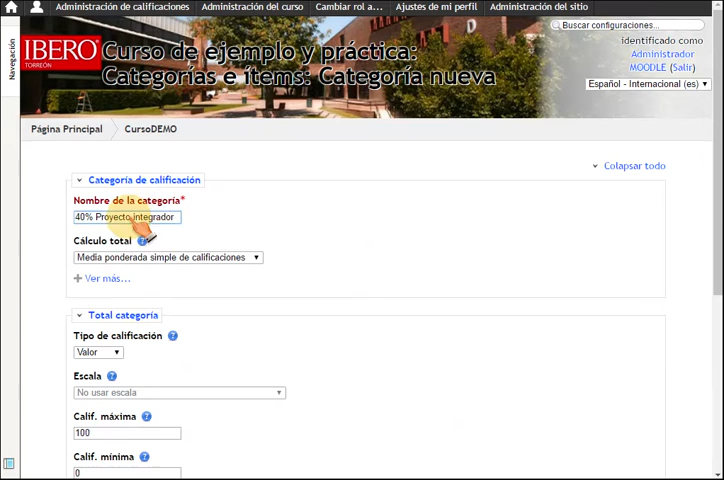 Administración de calificaciones Administración del curso Cambiar rol a... Ajustes de mi perfil Administración del sitio
Navegación
Buscar configuraciones...
IBERO
TORREÓN
Curso de ejemplo y práctica:
Categorías e ítems: Categoría nueva
identificado como
Administrador
MOODLE (Salir)
Español - Internacional (es)
Página Principal CursoDEMO
Colapsar todo
Categoría de calificación
Nombre de la categoría*
40% Proyecto integrador
Cálculo total
Media ponderada simple de calificaciones
Ver más...
Total categoría
Tipo de calificación
Valor
Escala
No usar escala
Calif. máxima
100
Calif. mínima
0